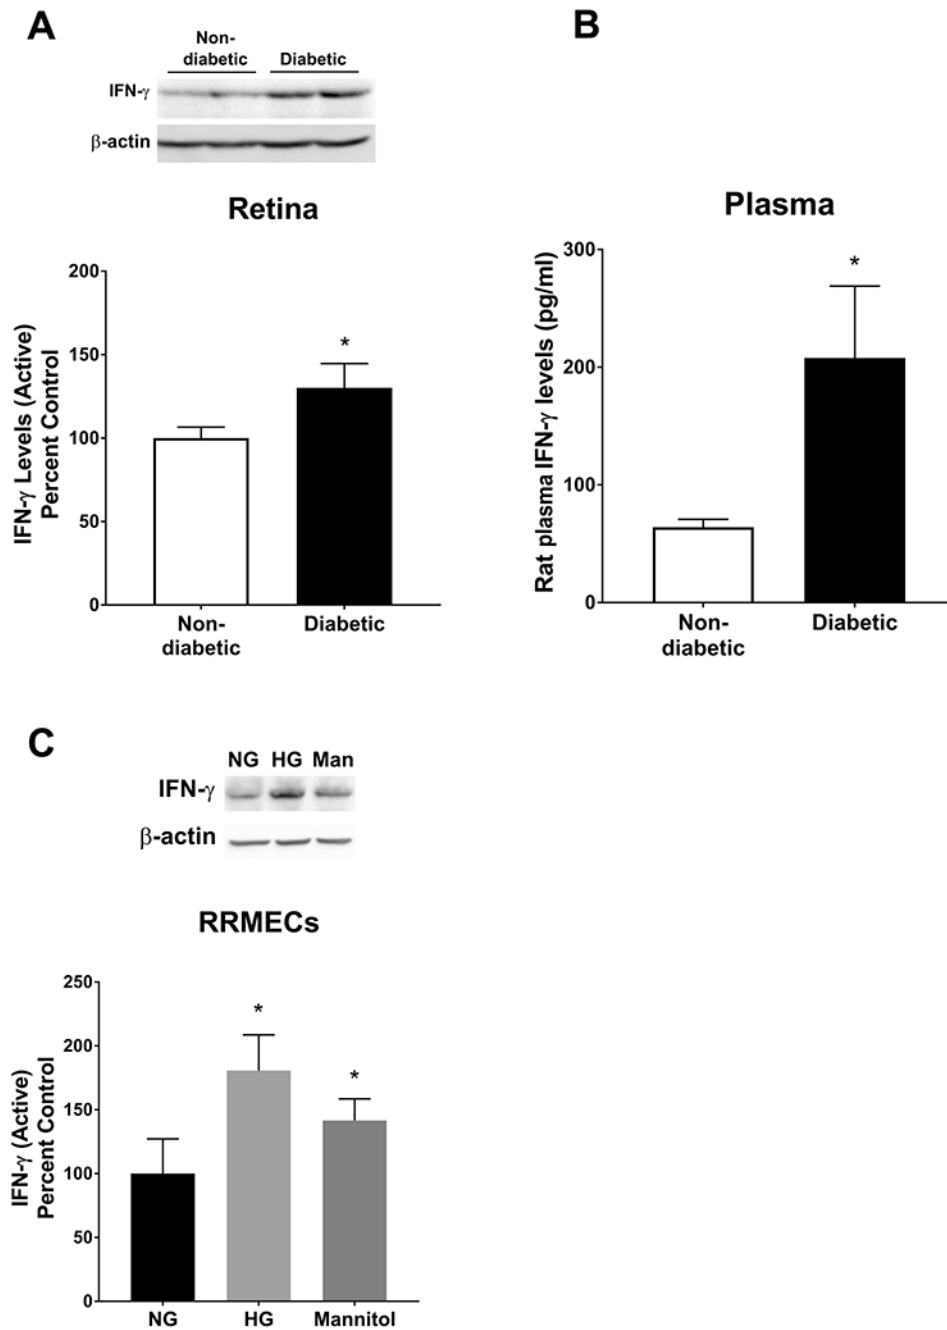 A
Non-
diabetic Diabetic
IFN-γ
β-actin
Retina
IFN-γ Levels (Active)
Percent Control
200
150
100
50
0
Non-
diabetic
Diabetic
*
B
Plasma
Rat plasma IFN-γ levels (pg/ml)
300
200
100
0
Non-
diabetic
Diabetic
*
C
NG HG Man
IFN-γ
β-actin
RRMECs
IFN-γ (Active)
Percent Control
250
200
150
100
50
0
NG HG Mannitol
*
*